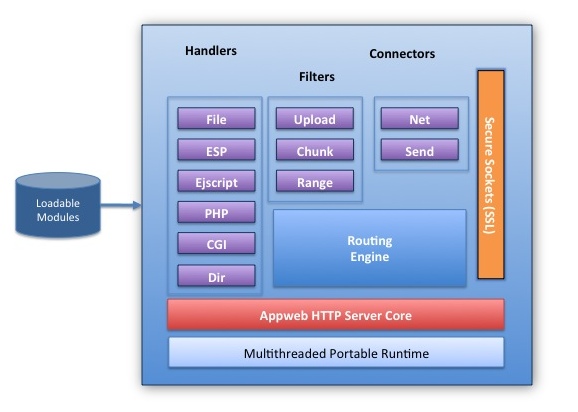 Handlers
Connectors
Filters
File
ESP
Ejscript
PHP
CGI
Dir
Upload
Chunk
Range
Net
Send
Secure Sockets (SSL)
Loadable
Modules
Routing
Engine
Appweb HTTP Server Core
Multithreaded Portable Runtime